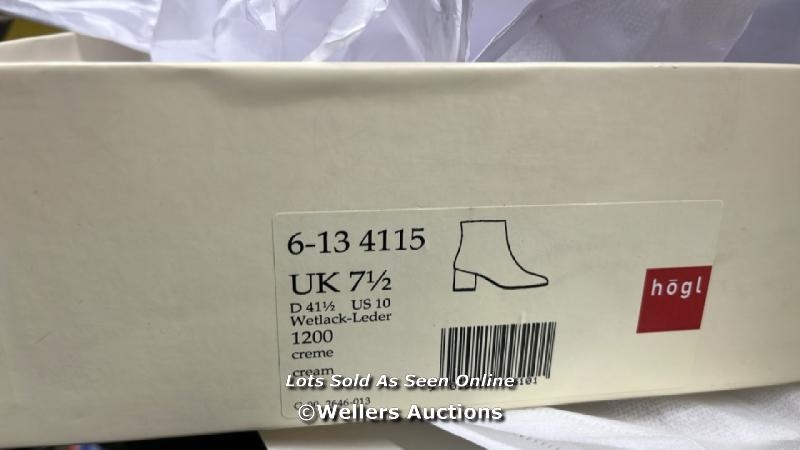 6-13 4115
UK 7½
D 41½ US 10
Wetlack-Leder
1200
creme
cream
högl
Lots Sold As Seen Online
©Wellers Auctions